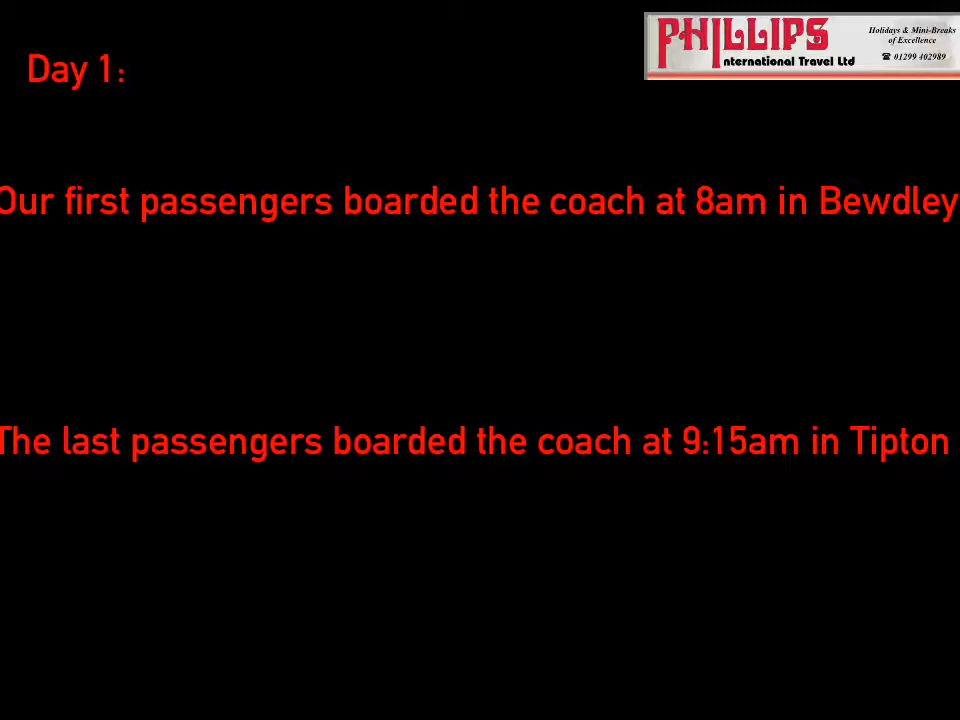 PHILLIPS
International Travel Ltd
Holidays & Mini-Breaks
of Excellence
☎ 01299 402989
Day 1:
Our first passengers boarded the coach at 8am in Bewdley
The last passengers boarded the coach at 9:15am in Tipton